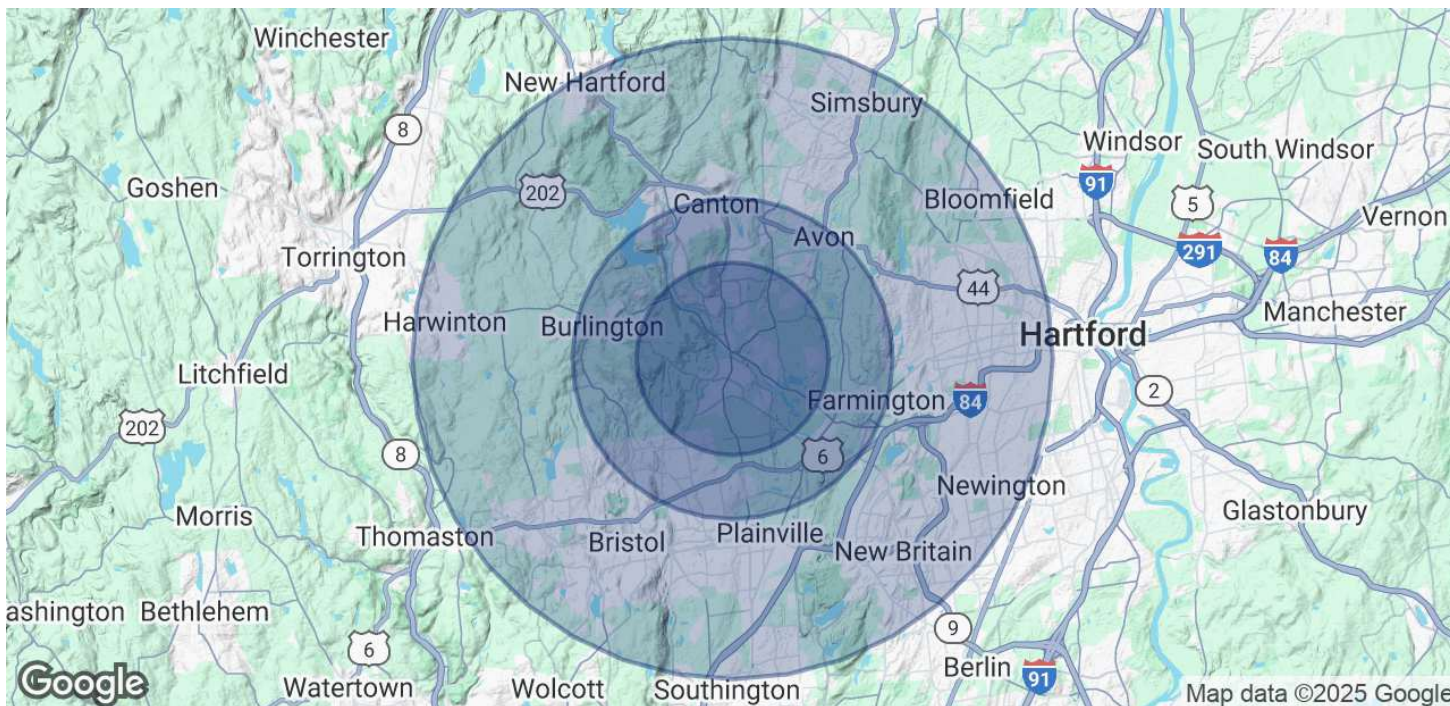 Winchester
New Hartford
Simsbury
8
Windsor
South Windsor
Goshen
202
91
5
Canton
Bloomfield
Vernon
Avon
Torrington
291
84
44
Harwinton
Burlington
Hartford
Manchester
Litchfield
Farmington
84
2
202
8
6
Newington
Morris
Thomaston
Bristol
Plainville
New Britain
Glastonbury
ashington
Bethlehem
6
9
Berlin
91
Google
Watertown
Wolcott
Southington
Map data ©2025 Google